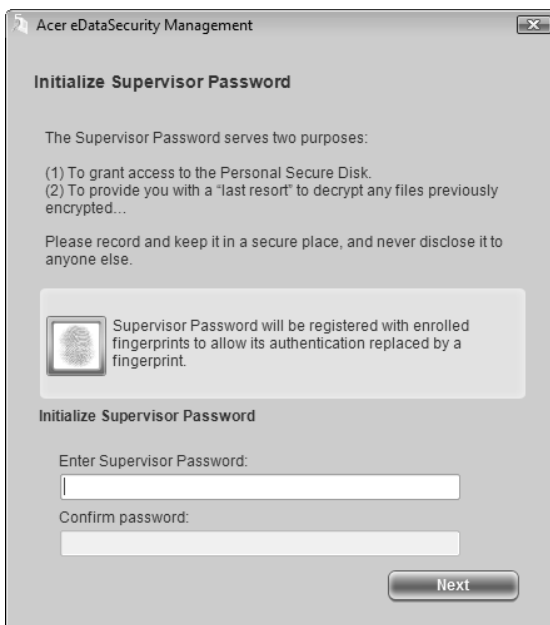 Acer eDataSecurity Management
Initialize Supervisor Password
The Supervisor Password serves two purposes:
(1) To grant access to the Personal Secure Disk.
(2) To provide you with a “last resort” to decrypt any files previously
encrypted…
Please record and keep it in a secure place, and never disclose it to
anyone else.
Supervisor Password will be registered with enrolled
fingerprints to allow its authentication replaced by a
fingerprint.
Initialize Supervisor Password
Enter Supervisor Password:
Confirm password:
Next